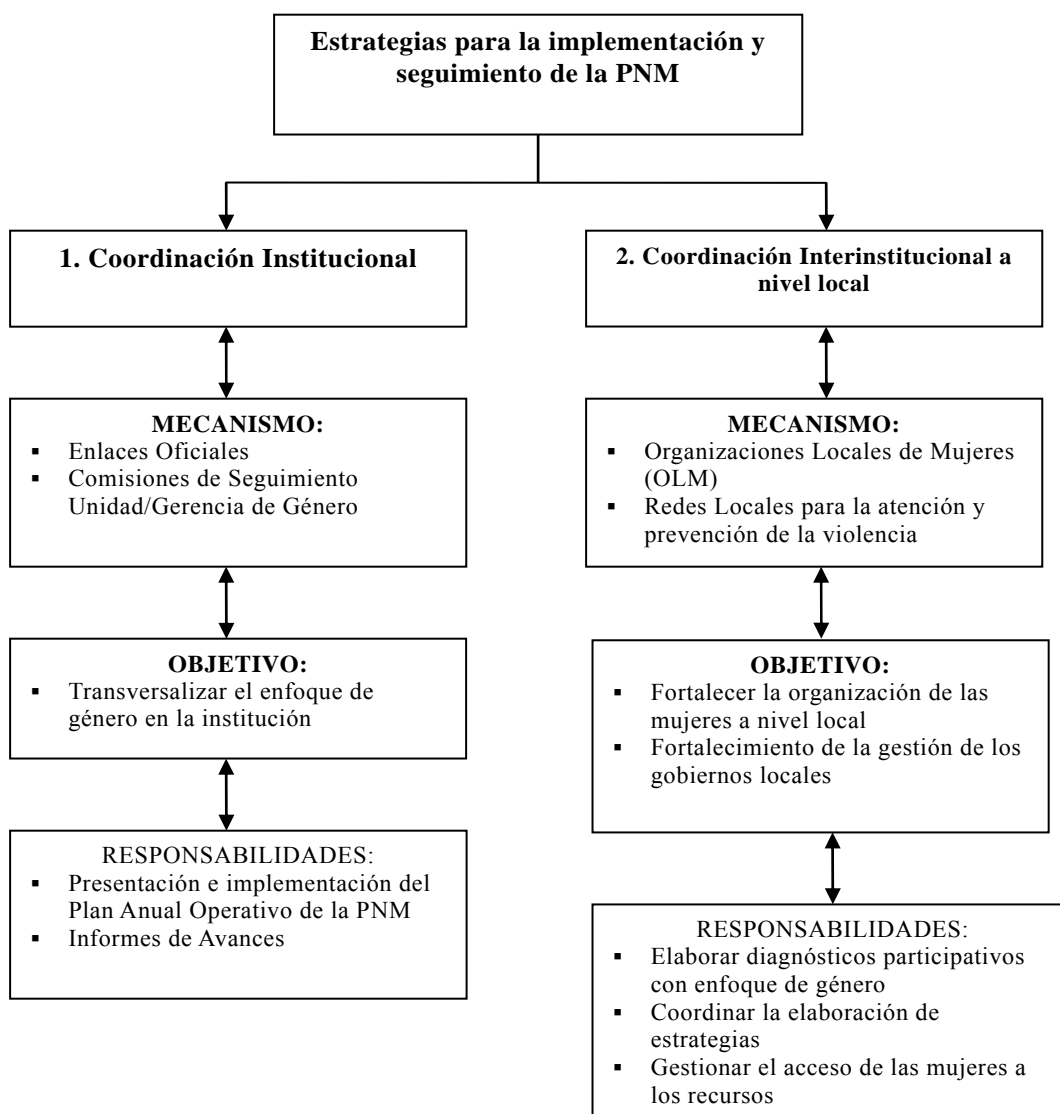 Estrategias para la implementación y
seguimiento de la PNM
1. Coordinación Institucional
2. Coordinación Interinstitucional a
nivel local
MECANISMO:
▪ Enlaces Oficiales
▪ Comisiones de Seguimiento
Unidad/Gerencia de Género
MECANISMO:
▪ Organizaciones Locales de Mujeres
(OLM)
▪ Redes Locales para la atención y
prevención de la violencia
OBJETIVO:
▪ Transversalizar el enfoque de
género en la institución
OBJETIVO:
▪ Fortalecer la organización de las
mujeres a nivel local
▪ Fortalecimiento de la gestión de los
gobiernos locales
RESPONSABILIDADES:
▪ Presentación e implementación del
Plan Anual Operativo de la PNM
▪ Informes de Avances
RESPONSABILIDADES:
▪ Elaborar diagnósticos participativos
con enfoque de género
▪ Coordinar la elaboración de
estrategias
▪ Gestionar el acceso de las mujeres a
los recursos